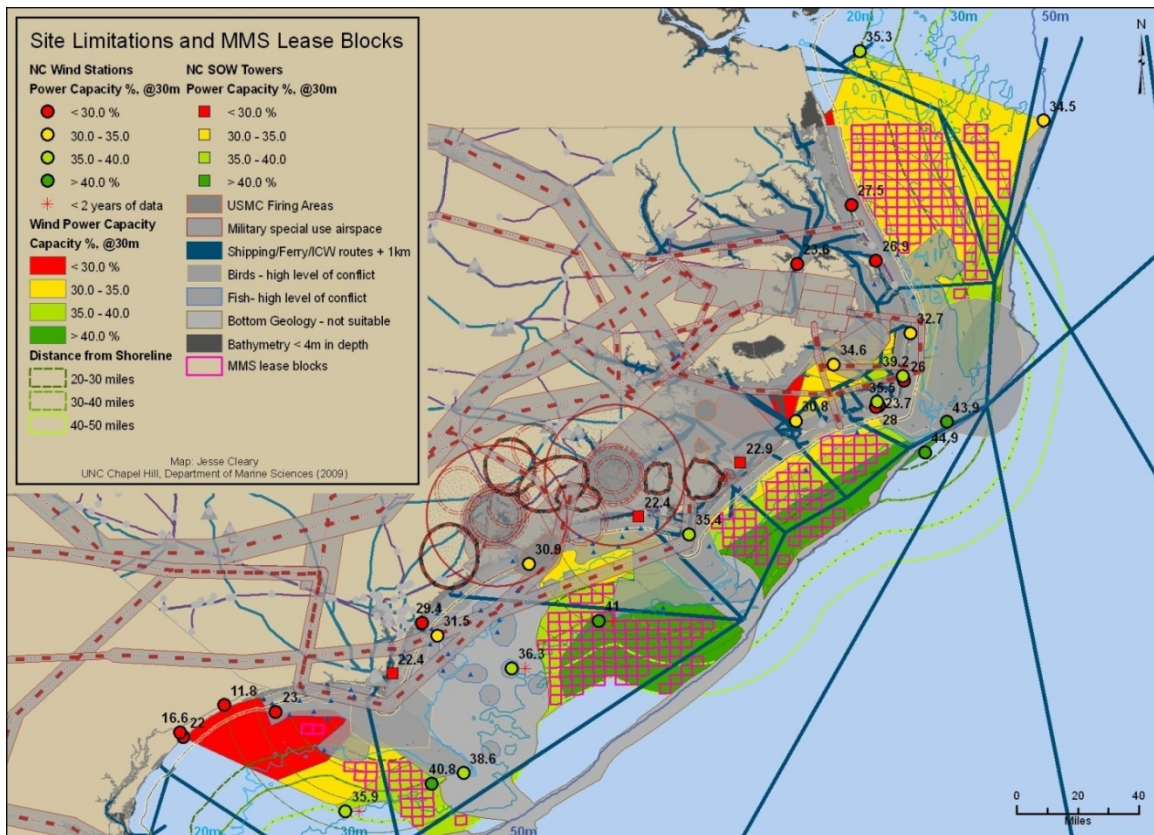 Site Limitations and MMS Lease Blocks
NC Wind Stations
Power Capacity %, @30m
< 30.0 %
30.0 - 35.0
35.0 - 40.0
> 40.0 %
< 2 years of data
Wind Power Capacity
Capacity %. @30m
< 30.0 %
30.0 - 35.0
35.0 - 40.0
> 40.0 %
Distance from Shoreline
20-30 miles
30-40 miles
40-50 miles
NC SOW Towers
Power Capacity %, @30m
< 30.0 %
30.0 - 35.0
35.0 - 40.0
> 40.0 %
USMC Firing Areas
Military special use airspace
Shipping/Ferry/ICW routes + 1km
Birds - high level of conflict
Fish- high level of conflict
Bottom Geology - not suitable
Bathymetry < 4m in depth
MMS lease blocks
Map: Jesse Cleary
UNC Chapel Hill, Department of Marine Sciences (2009)
20m
30m
50m
N
35.3
34.5
27.5
26.9
23.6
32.7
34.6
39.2
26
35.5
23.7
28
30.8
43.9
44.9
22.9
22.4
35.4
30.9
41
29.4
31.5
36.3
22.4
11.8
23
16.6
22
38.6
40.8
35.9
20m
30m
50m
0 20 40
Miles